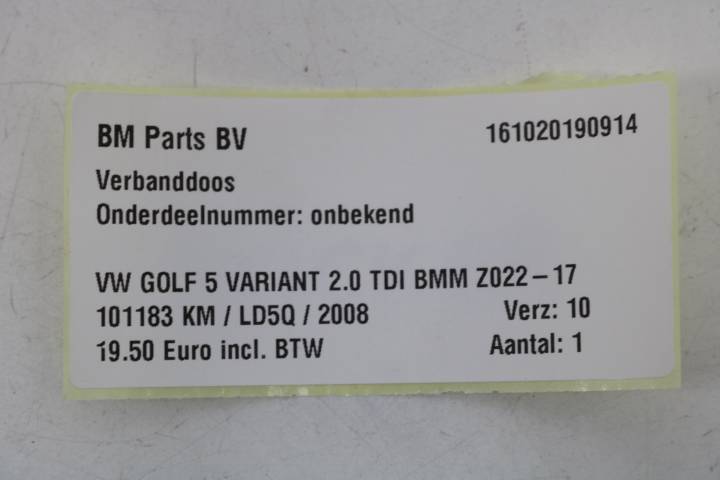 BM Parts BV 161020190914
Verbanddoos
Onderdeelnummer: onbekend
VW GOLF 5 VARIANT 2.0 TDI BMM Z022-17
101183 KM / LD5Q / 2008 Verz: 10
19.50 Euro incl. BTW Aantal: 1